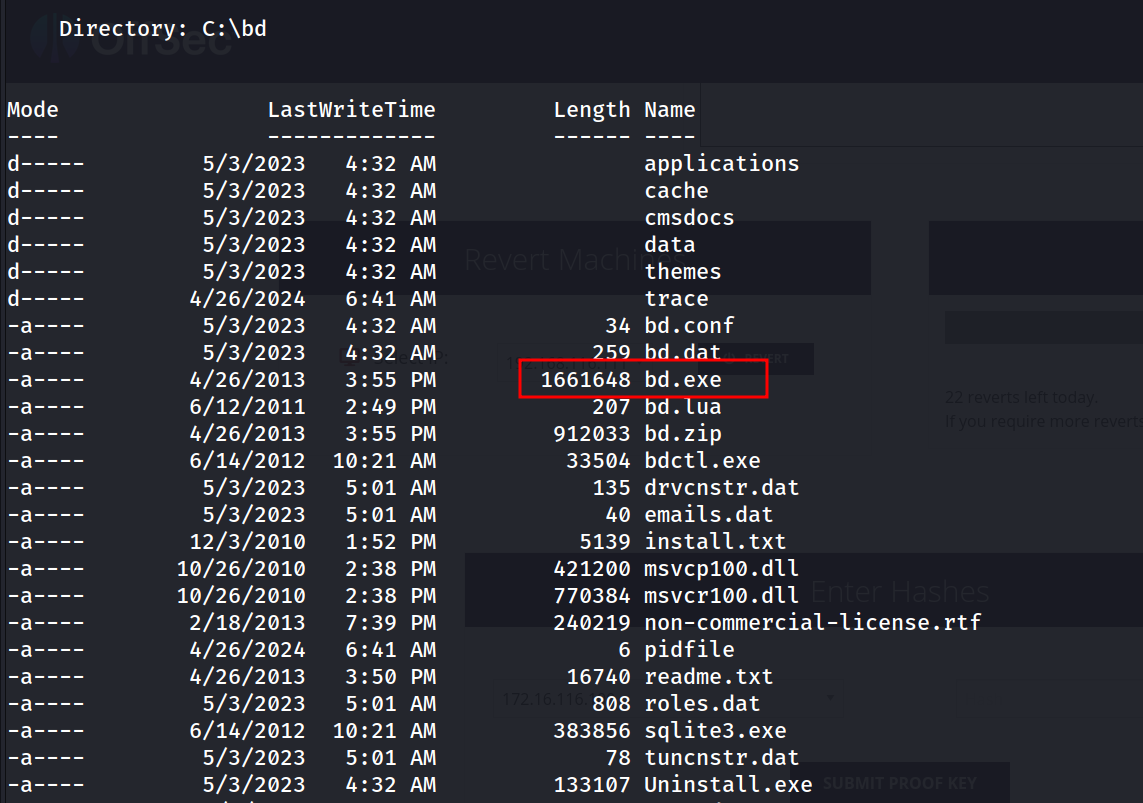 Directory: C:\bd
OffSec
Mode LastWriteTime Length Name
---- ------------- ------ ----
d----- 5/3/2023 4:32 AM applications
d----- 5/3/2023 4:32 AM cache
d----- 5/3/2023 4:32 AM cmsdocs
d----- 5/3/2023 4:32 AM data
Revert Machines
d----- 5/3/2023 4:32 AM themes
d----- 4/26/2024 6:41 AM trace
-a---- 5/3/2023 4:32 AM 34 bd.conf
-a---- 5/3/2023 4:32 AM 259 bd.dat
REVERT
-a---- 4/26/2013 3:55 PM 1661648 bd.exe
22 reverts left today.
-a---- 6/12/2011 2:49 PM 207 bd.lua
If you require more reverts
-a---- 4/26/2013 3:55 PM 912033 bd.zip
-a---- 6/14/2012 10:21 AM 33504 bdctl.exe
-a---- 5/3/2023 5:01 AM 135 drvcnstr.dat
-a---- 5/3/2023 5:01 AM 40 emails.dat
-a---- 12/3/2010 1:52 PM 5139 install.txt
-a---- 10/26/2010 2:38 PM 421200 msvcp100.dll
-a---- 10/26/2010 2:38 PM 770384 msvcr100.dll
Enter Hashes
-a---- 2/18/2013 7:39 PM 240219 non-commercial-license.rtf
-a---- 4/26/2024 6:41 AM 6 pidfile
-a---- 4/26/2013 3:50 PM 16740 readme.txt
-a---- 5/3/2023 5:01 AM 808 roles.dat
-a---- 6/14/2012 10:21 AM 383856 sqlite3.exe
-a---- 5/3/2023 5:01 AM 78 tuncnstr.dat
-a---- 5/3/2023 4:32 AM 133107 Uninstall.exe
SUBMIT PROOF KEY